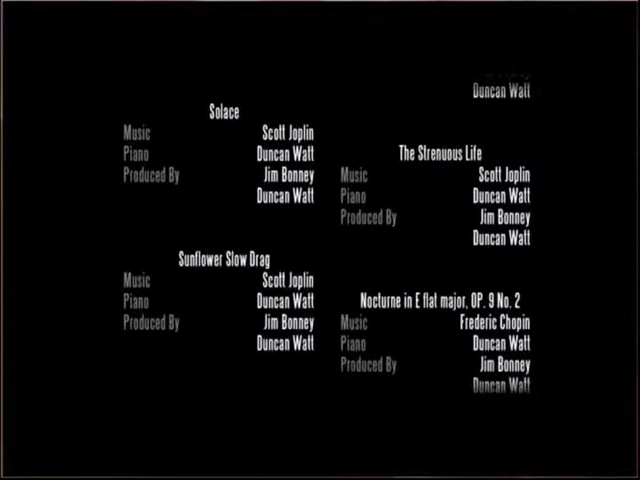 Solace
Music Scott Joplin
Piano Duncan Watt
Produced By Jim Bonney
Duncan Watt
Sunflower Slow Drag
Music Scott Joplin
Piano Duncan Watt
Produced By Jim Bonney
Duncan Watt
Duncan Watt
The Strenuous Life
Music Scott Joplin
Piano Duncan Watt
Produced By Jim Bonney
Duncan Watt
Nocturne in E flat major, OP. 9 No. 2
Music Frederic Chopin
Piano Duncan Watt
Produced By Jim Bonney
Duncan Watt